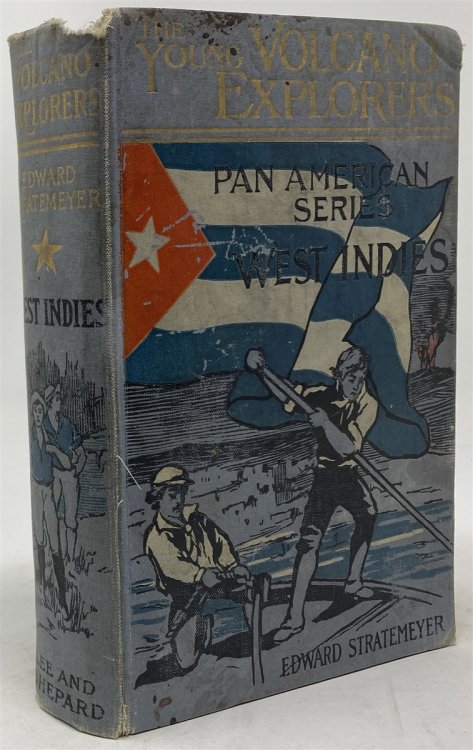 VOLCANO
EXPLORERS
EDWARD
STRATEMEYER
EST INDIES
LEE AND
SHEPARD
THE
YOUNG VOLCANO
EXPLORERS
PAN AMERICAN
SERIES
WEST INDIES
EDWARD STRATEMEYER